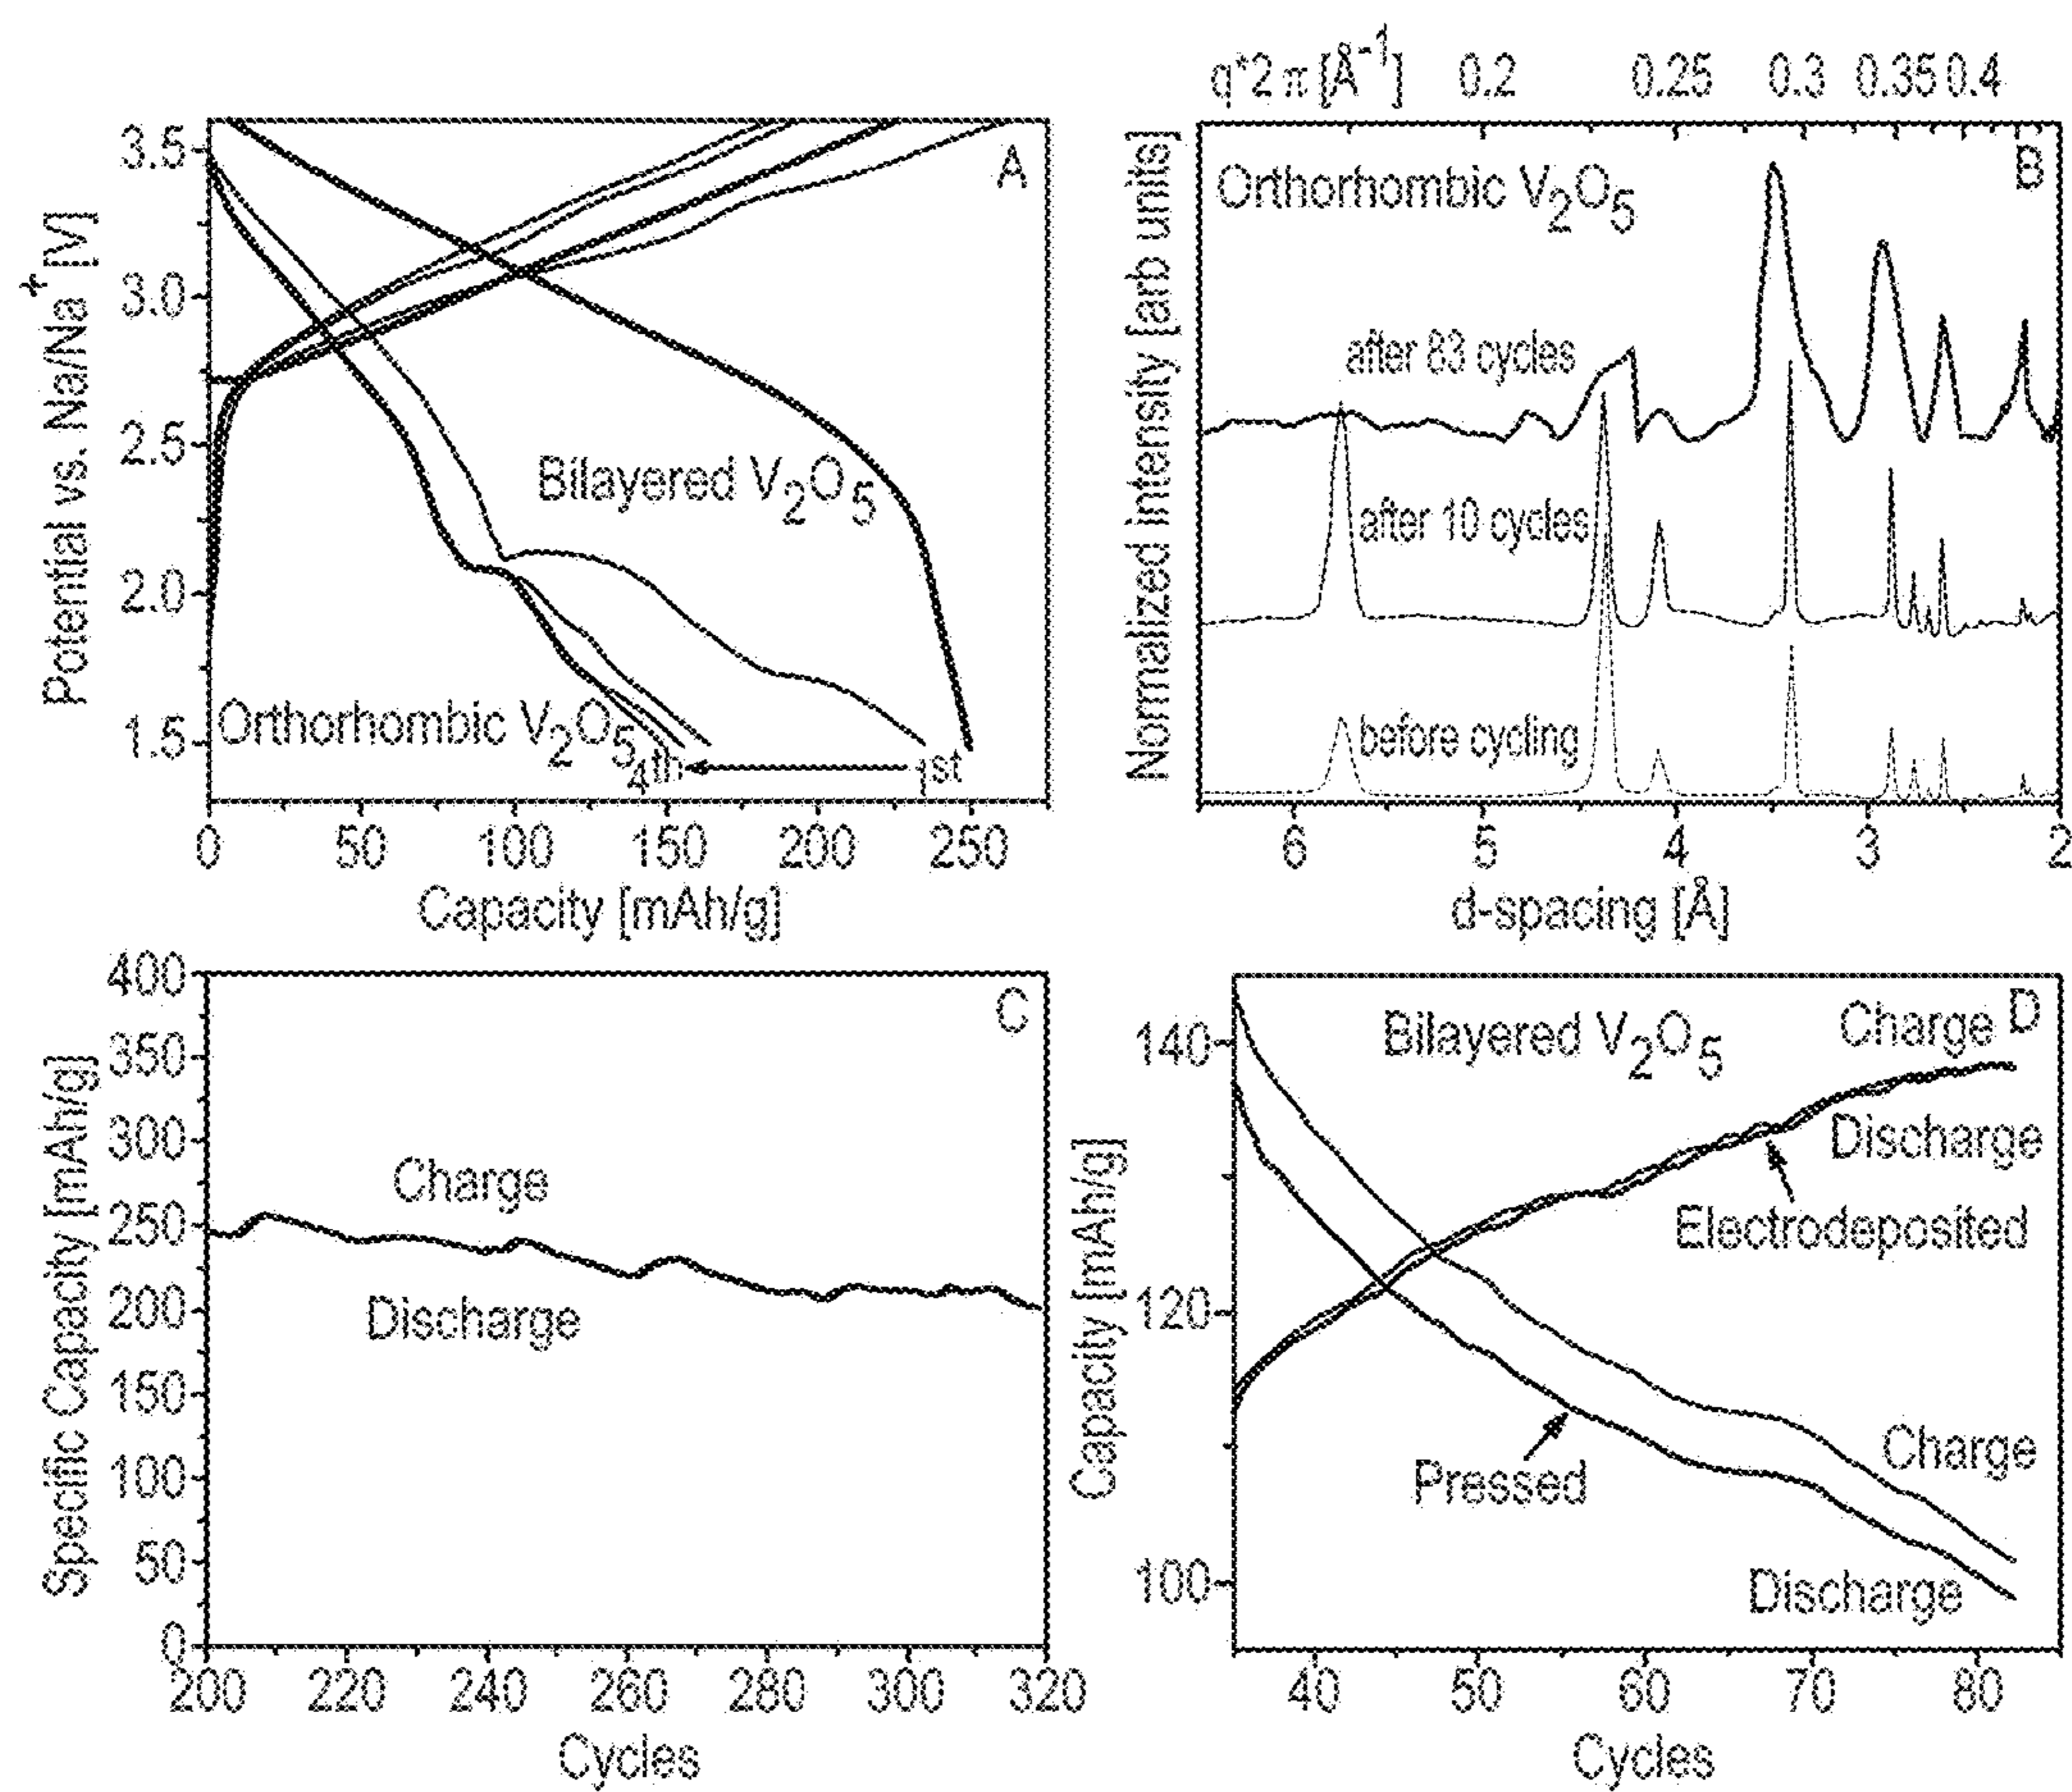 A
3.5
3.0
2.5
2.0
1.5
Potential vs. Na/Na+ [V]
Bilayered V2O5
Orthorhombic V2O5
4th
1st
0 50 100 150 200 250
Capacity [mAh/g]
q*2 π [Å-1] 0.2 0.25 0.3 0.35 0.4
B
Orthorhombic V2O5
Normalized intensity [arb units]
after 83 cycles
after 10 cycles
before cycling
6 5 4 3 2
d-spacing [Å]
C
400
350
300
250
200
150
100
50
0
Specific Capacity [mAh/g]
Charge
Discharge
200 220 240 260 280 300 320
Cycles
D
Bilayered V2O5
Charge
140
120
100
Capacity [mAh/g]
Discharge
Electrodeposited
Pressed
Charge
Discharge
40 50 60 70 80
Cycles